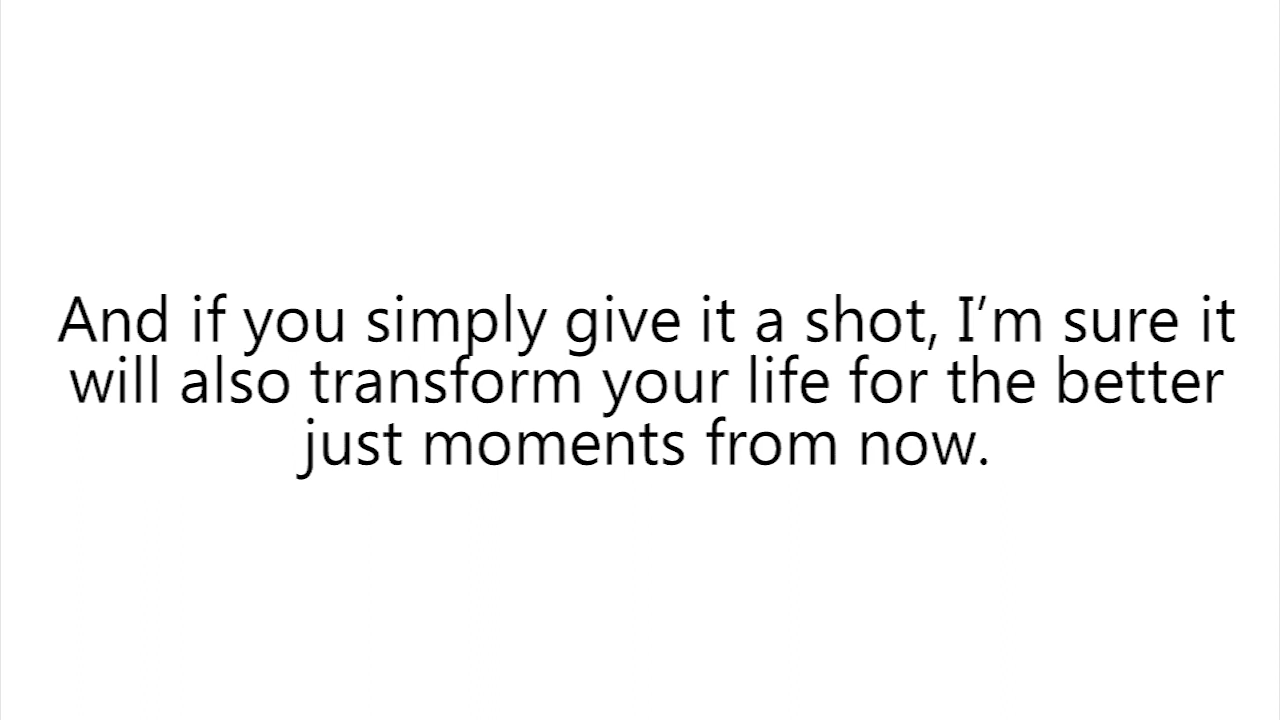 And if you simply give it a shot, I’m sure it
will also transform your life for the better
just moments from now.